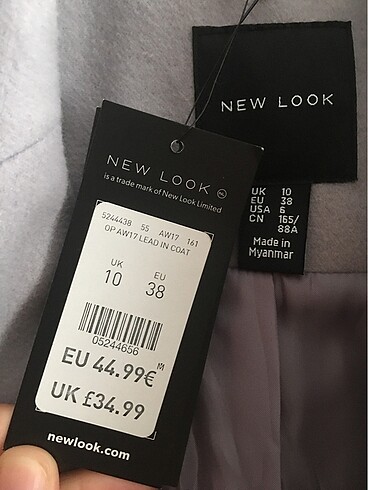 NEW LOOK
UK 10
EU 38
USA 6
CN 165/
88A
Made in
Myanmar
NEW LOOK NL
is a trade mark of New Look Limited
5244438 55 AW17 161
OP AW17 LEAD IN COAT
UK EU
10 38
05244656
EU 44.99€ M
UK £34.99
newlook.com